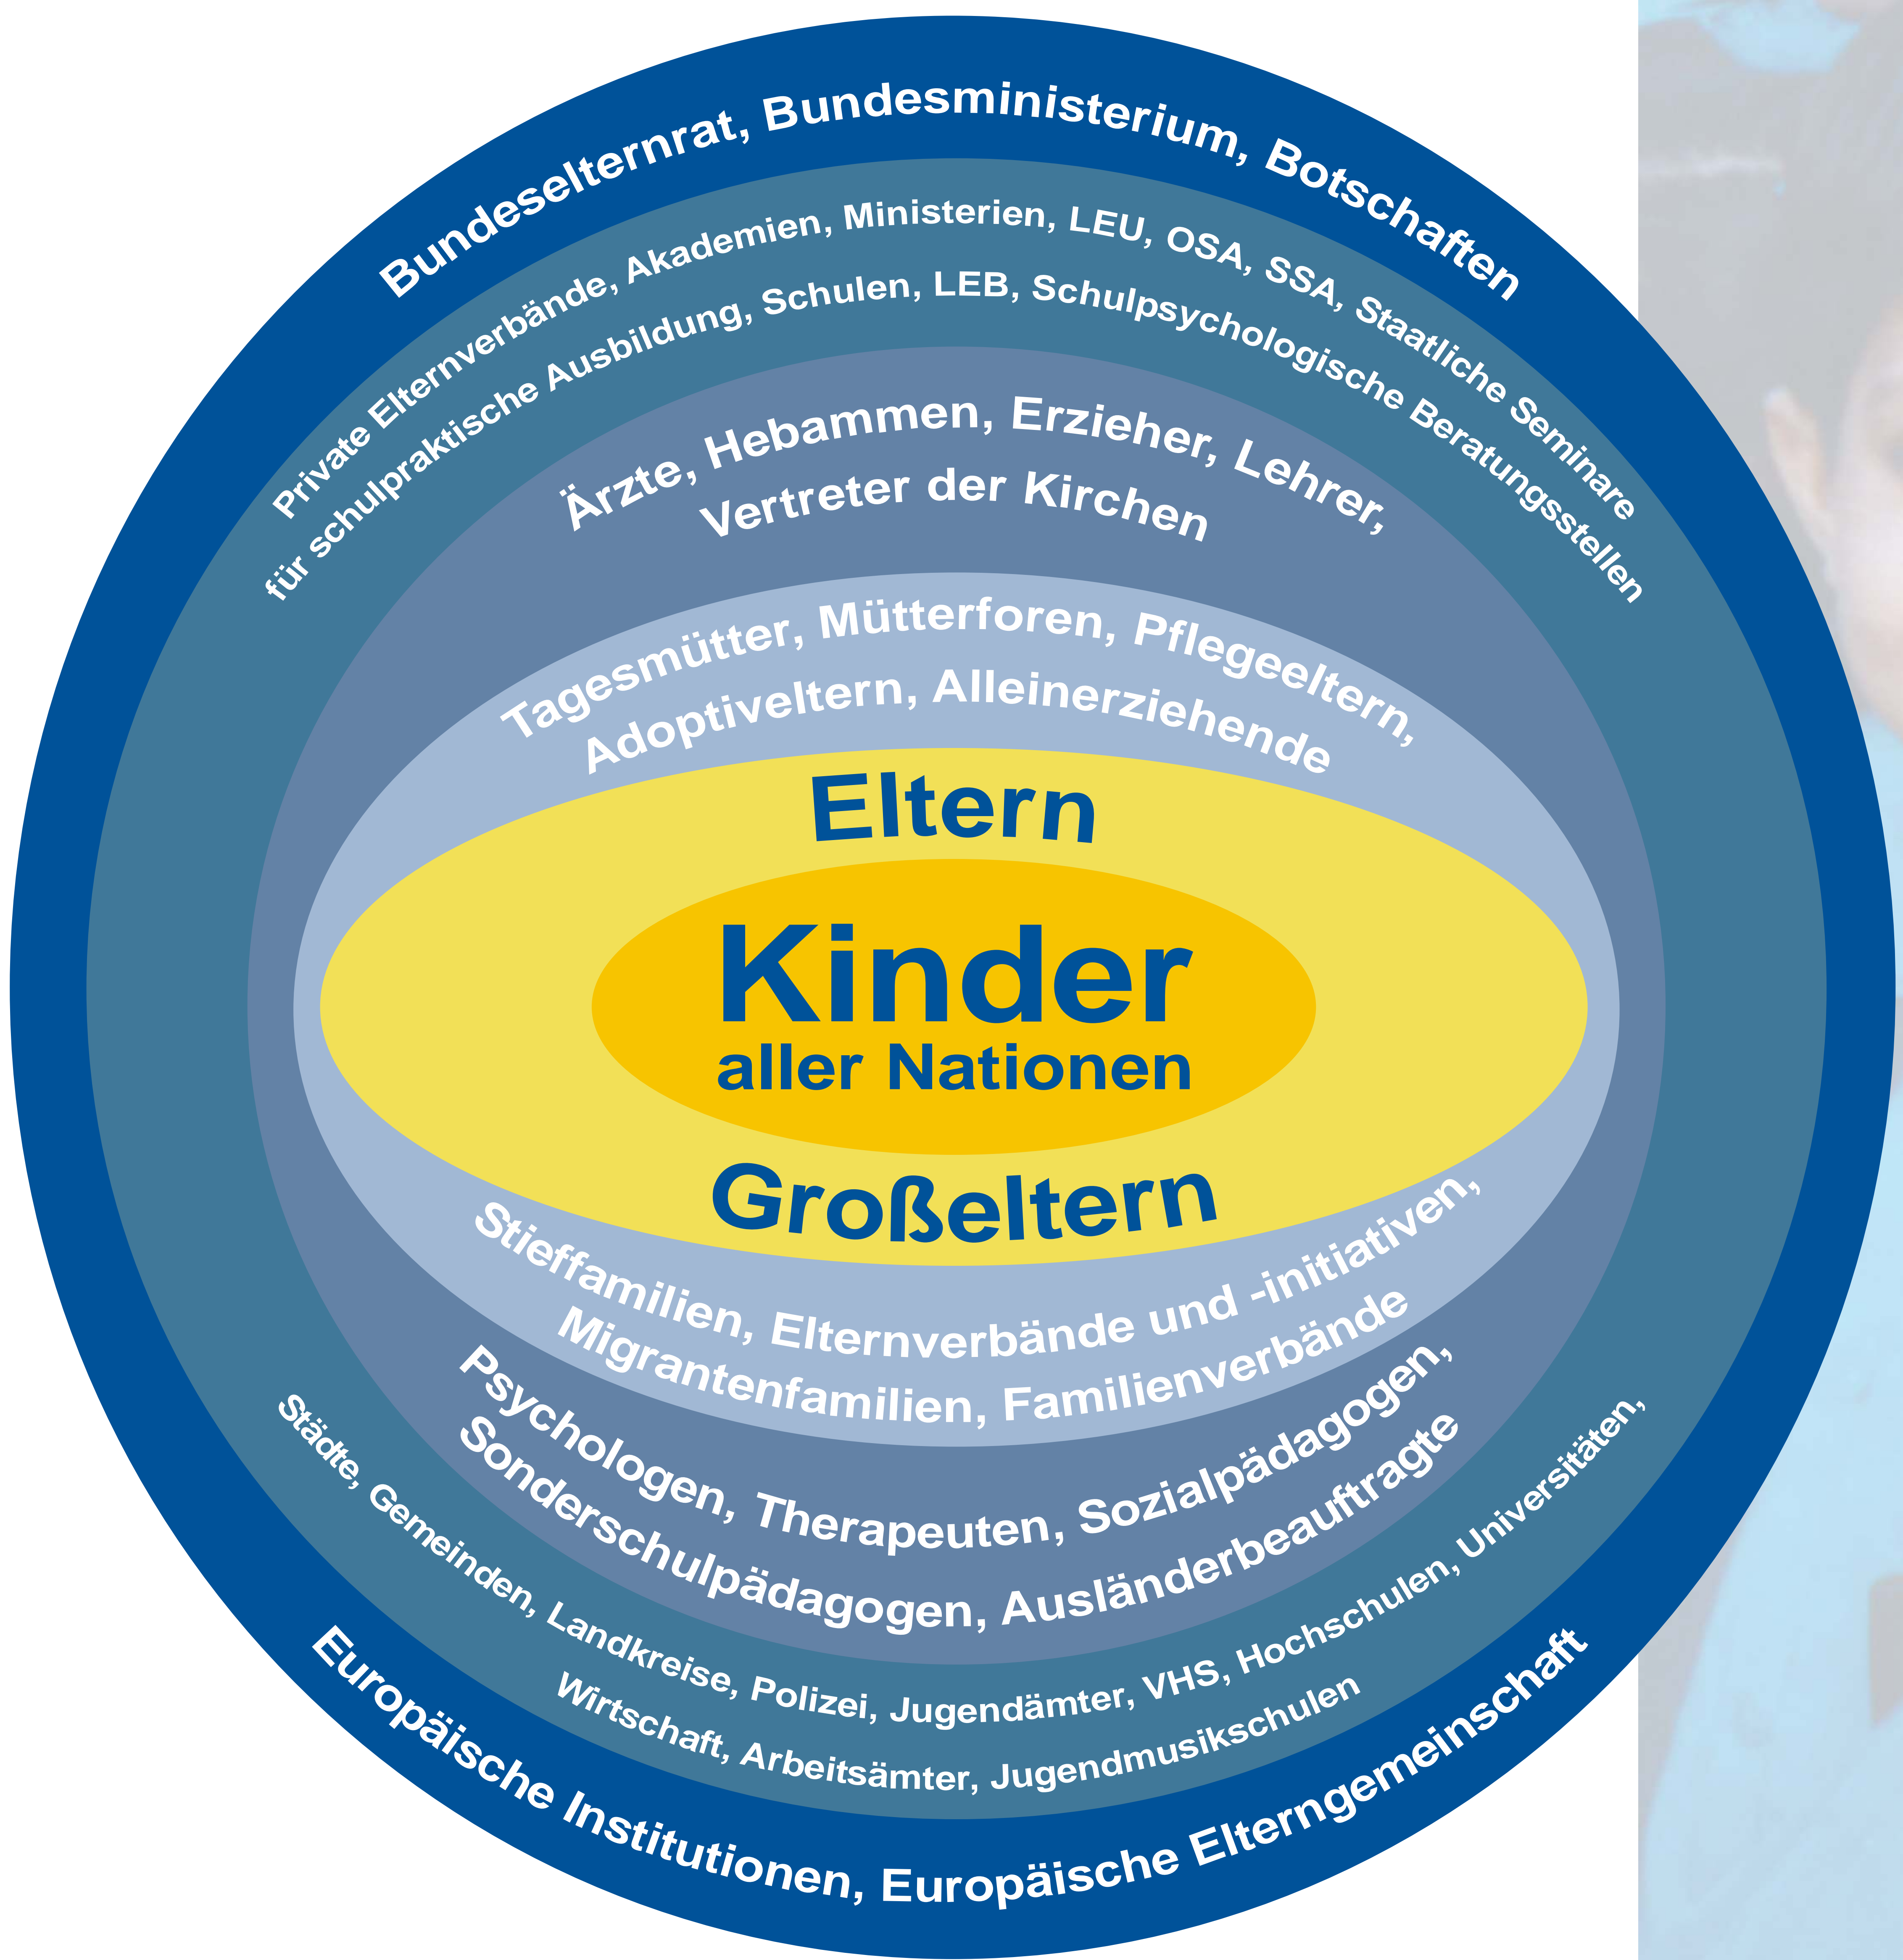 Bundeselternrat, Bundesministerium, Botschaften
Private Elternverbände, Akademien, Ministerien, LEU, OSA, SSA, Staatliche Seminare
für schulpraktische Ausbildung, Schulen, LEB, Schulpsychologische Beratungsstellen
Ärzte, Hebammen, Erzieher, Lehrer,
Vertreter der Kirchen
Tagesmütter, Mütterforen, Pflegeeltern,
Adoptiveltern, Alleinerziehende
Eltern
Kinder
aller Nationen
Großeltern
Stieffamilien, Elternverbände und -initiativen,
Migrantenfamilien, Familienverbände
Psychologen, Therapeuten, Sozialpädagogen,
Sonderschulpädagogen, Ausländerbeauftragte
Städte, Gemeinden, Landkreise, Polizei, Jugendämter, VHS, Hochschulen, Universitäten,
Wirtschaft, Arbeitsämter, Jugendmusikschulen
Europäische Institutionen, Europäische Elterngemeinschaft